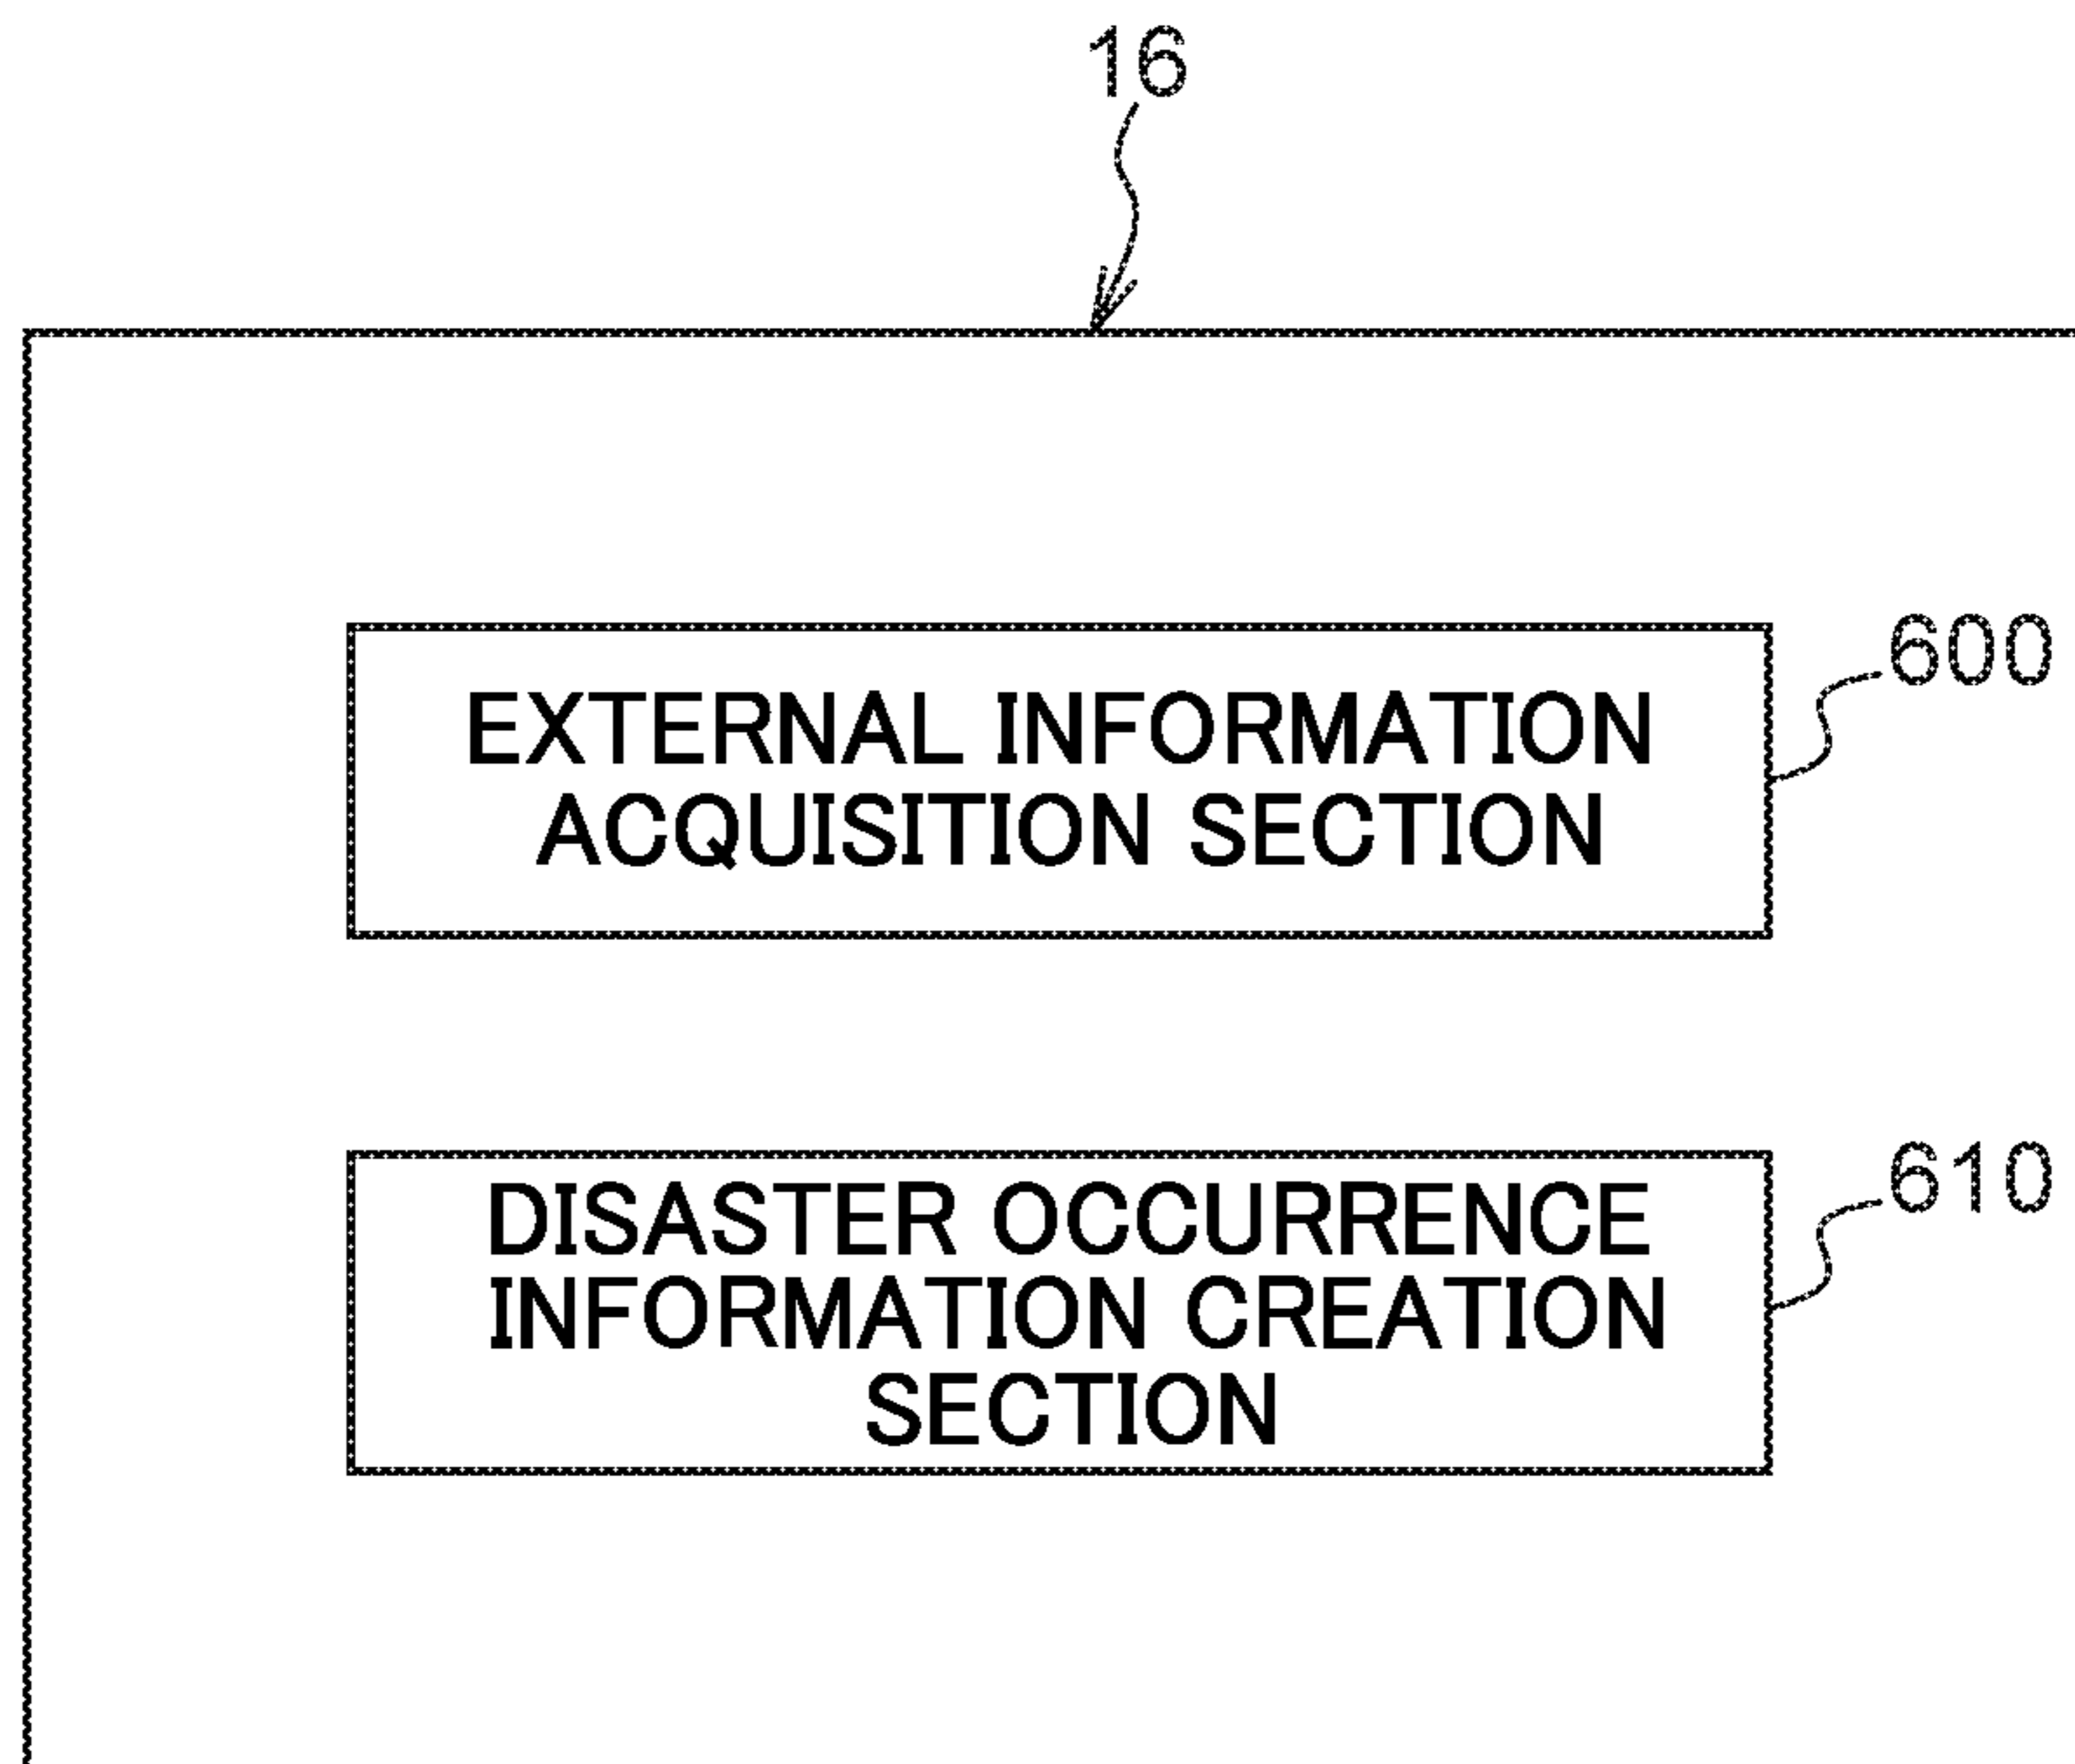 16
600
EXTERNAL INFORMATION
ACQUISITION SECTION
610
DISASTER OCCURRENCE
INFORMATION CREATION
SECTION